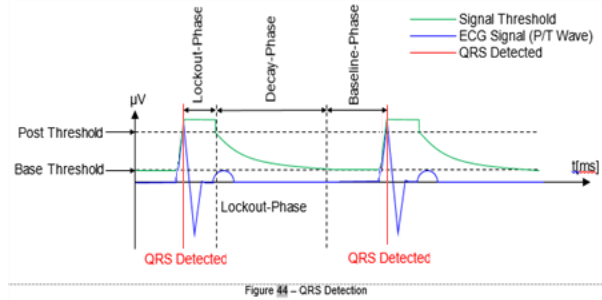 Lockout-Phase
Decay-Phase
Baseline-Phase
Signal Threshold
ECG Signal (P/T Wave)
QRS Detected
µV
Post Threshold
Base Threshold
t[ms]
Lockout-Phase
QRS Detected
QRS Detected
Figure 44 – QRS Detection